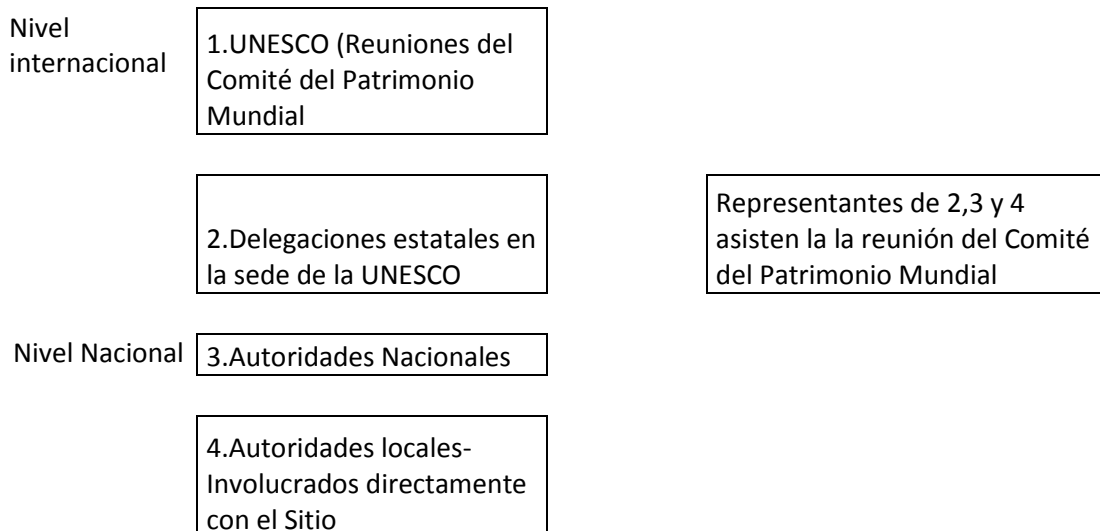 Nivel
internacional
1.UNESCO (Reuniones del
Comité del Patrimonio
Mundial
2.Delegaciones estatales en
la sede de la UNESCO
Representantes de 2,3 y 4
asisten la la reunión del Comité
del Patrimonio Mundial
Nivel Nacional
3.Autoridades Nacionales
4.Autoridades locales-
Involucrados directamente
con el Sitio